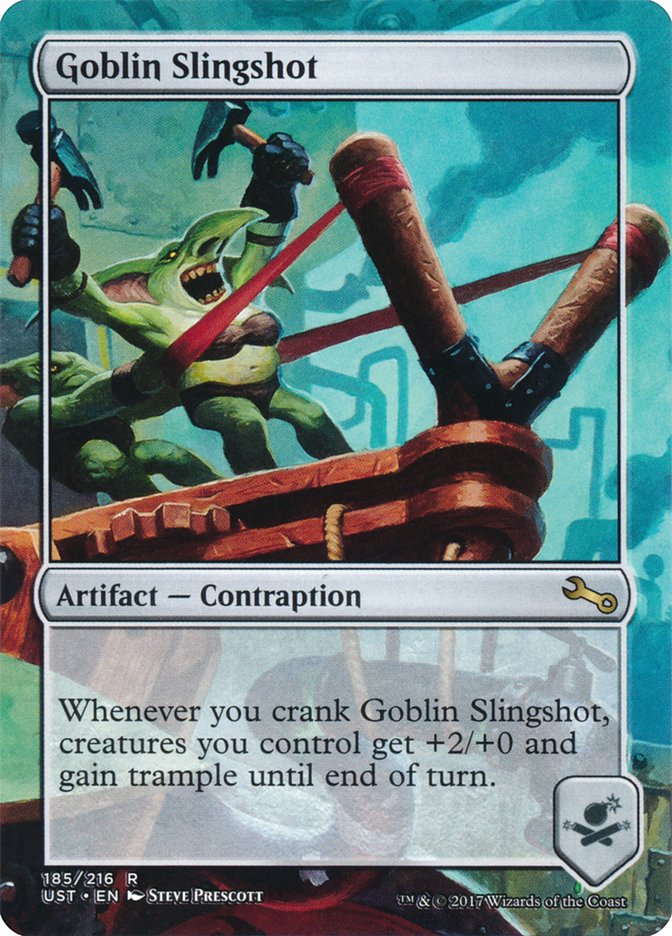 Goblin Slingshot
Artifact — Contraption
Whenever you crank Goblin Slingshot,
creatures you control get +2/+0 and
gain trample until end of turn.
185/216 R
UST • EN Steve Prescott
™ & © 2017 Wizards of the Coast